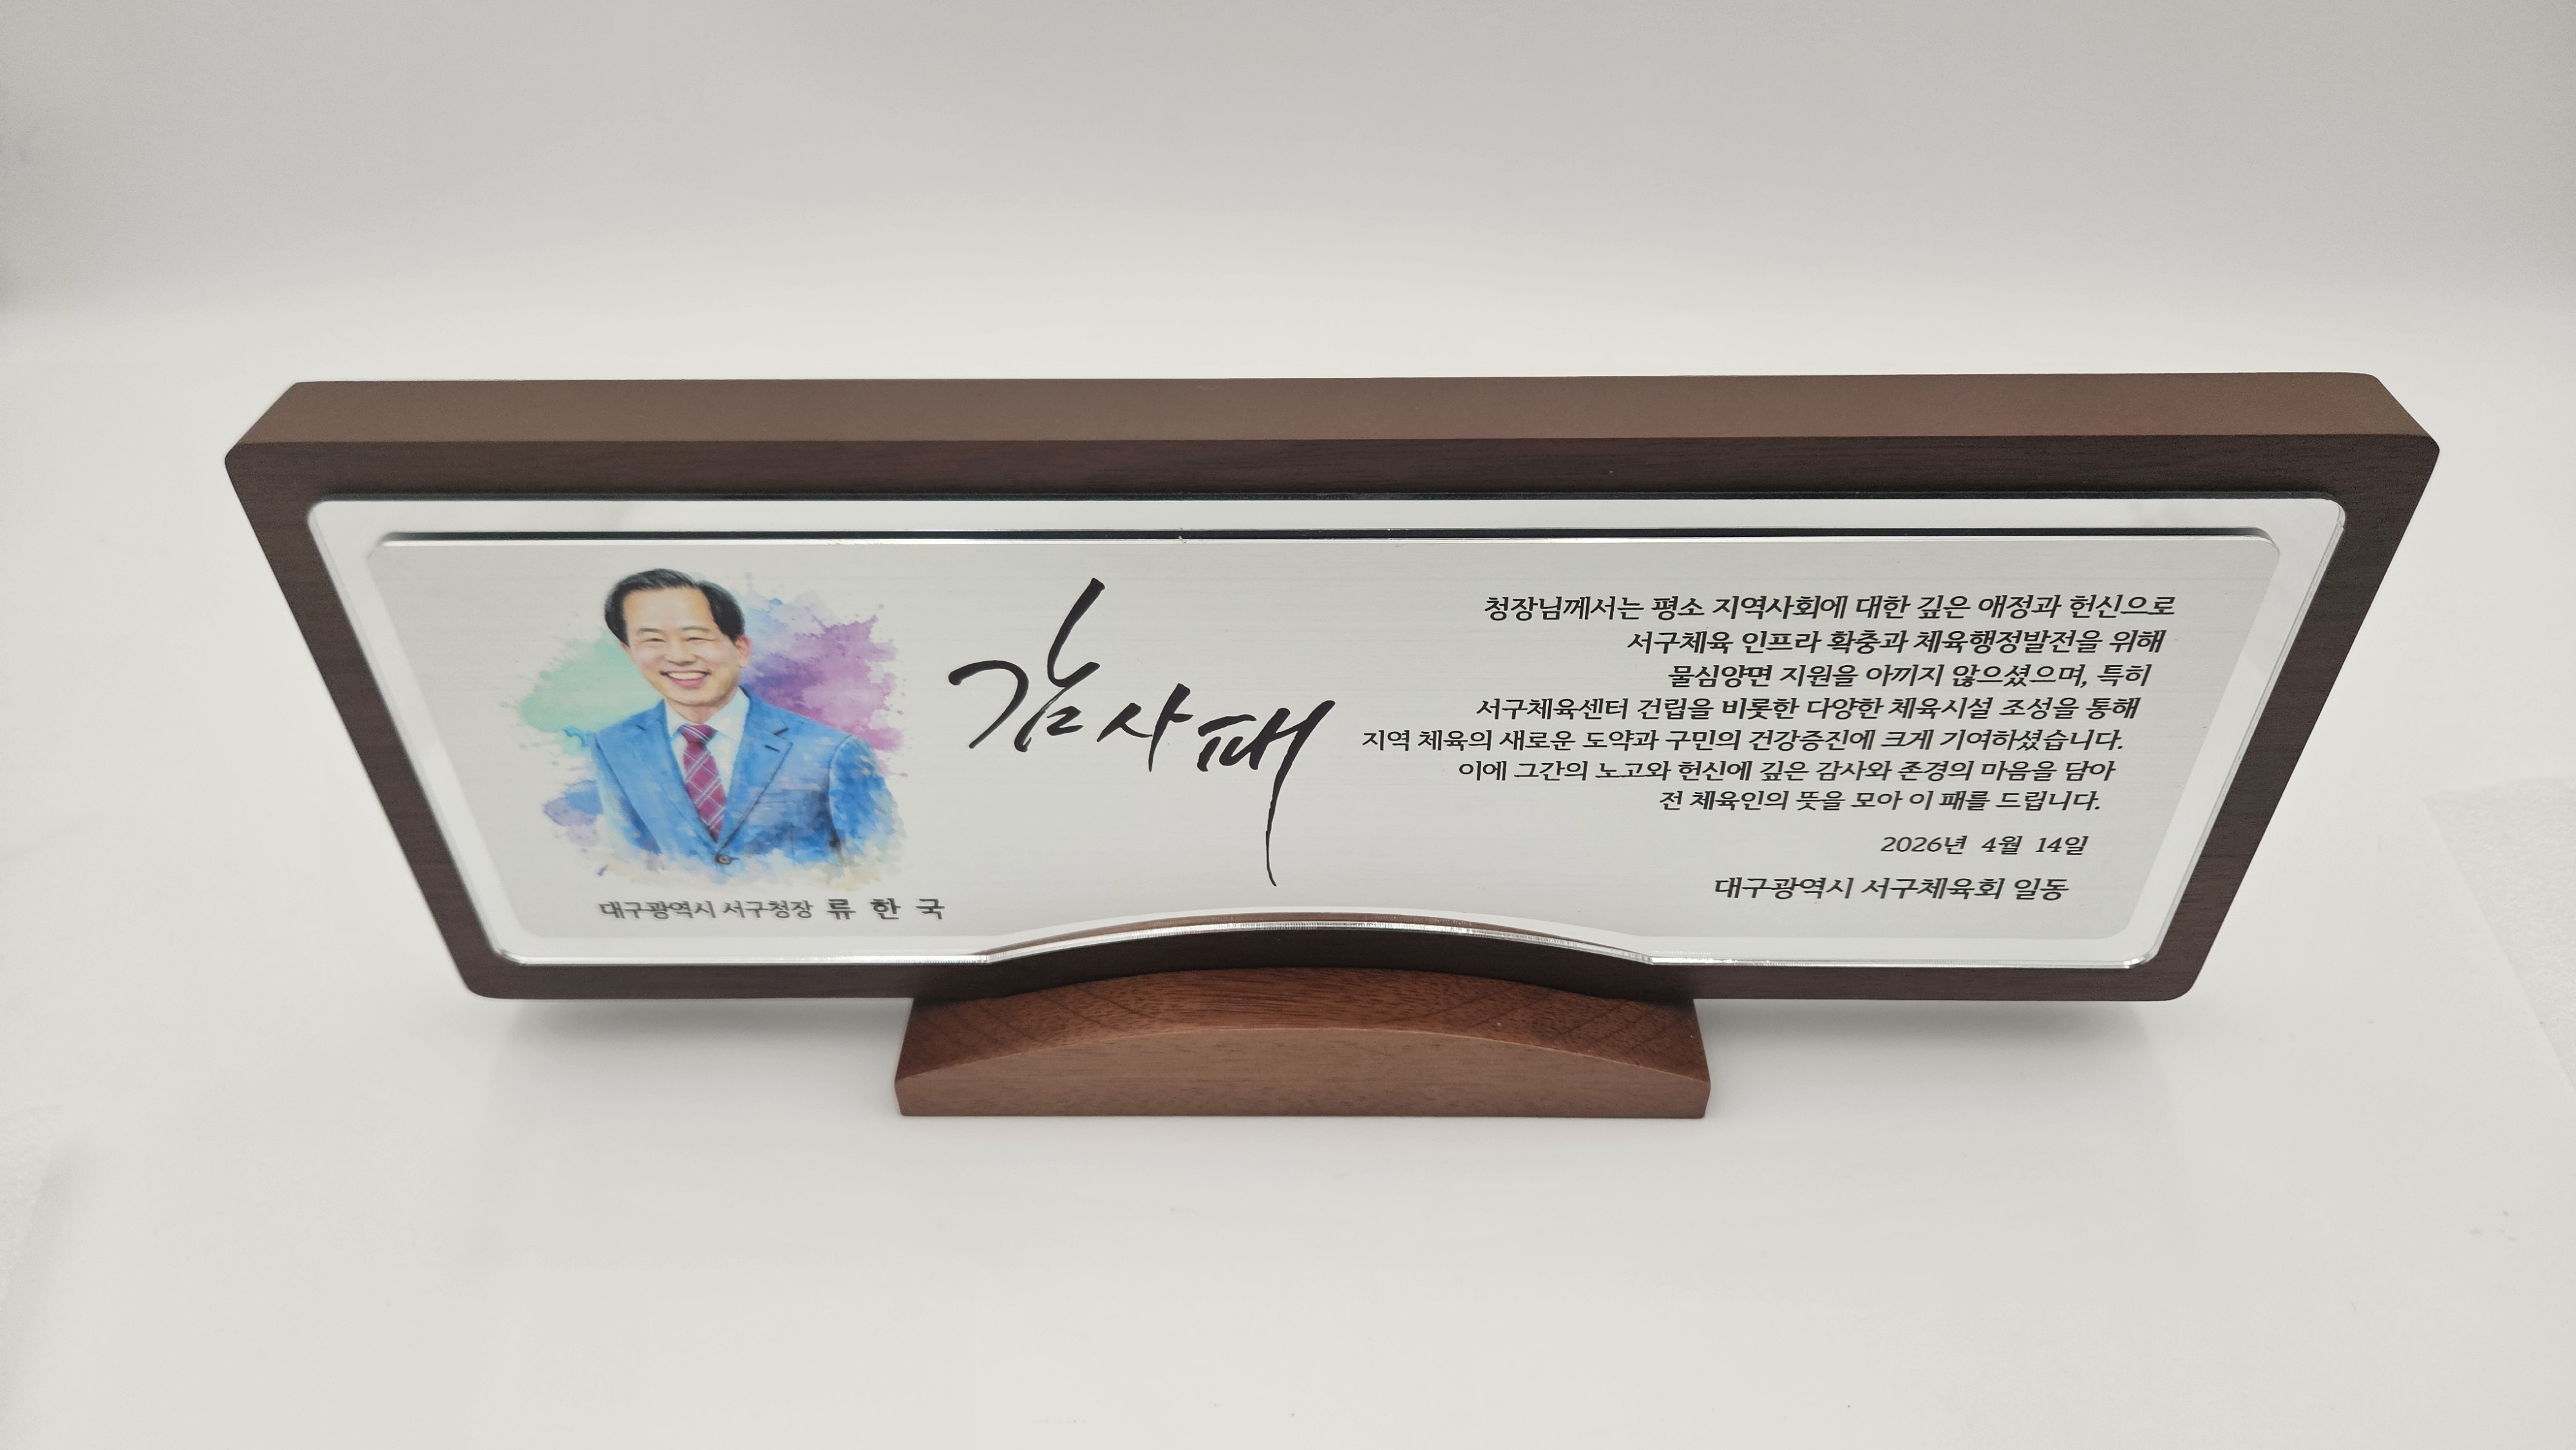 감사패
대구광역시 서구청장 류 한 국
청장님께서는 평소 지역사회에 대한 깊은 애정과 헌신으로
서구체육 인프라 확충과 체육행정발전을 위해
물심양면 지원을 아끼지 않으셨으며, 특히
서구체육센터 건립을 비롯한 다양한 체육시설 조성을 통해
지역 체육의 새로운 도약과 구민의 건강증진에 크게 기여하셨습니다.
이에 그간의 노고와 헌신에 깊은 감사와 존경의 마음을 담아
전 체육인의 뜻을 모아 이 패를 드립니다.
2026년 4월 14일
대구광역시 서구체육회 일동